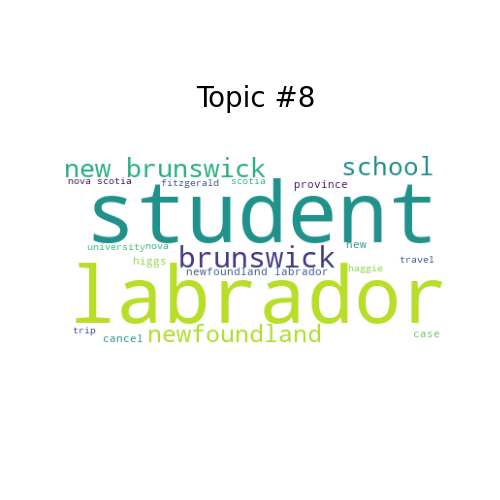 Topic #8
new brunswick school
nova scotia fitzgerald scotia province
student
university nova new
brunswick
higgs travel
newfoundland labrador haggie
labrador
trip newfoundland case
cancel